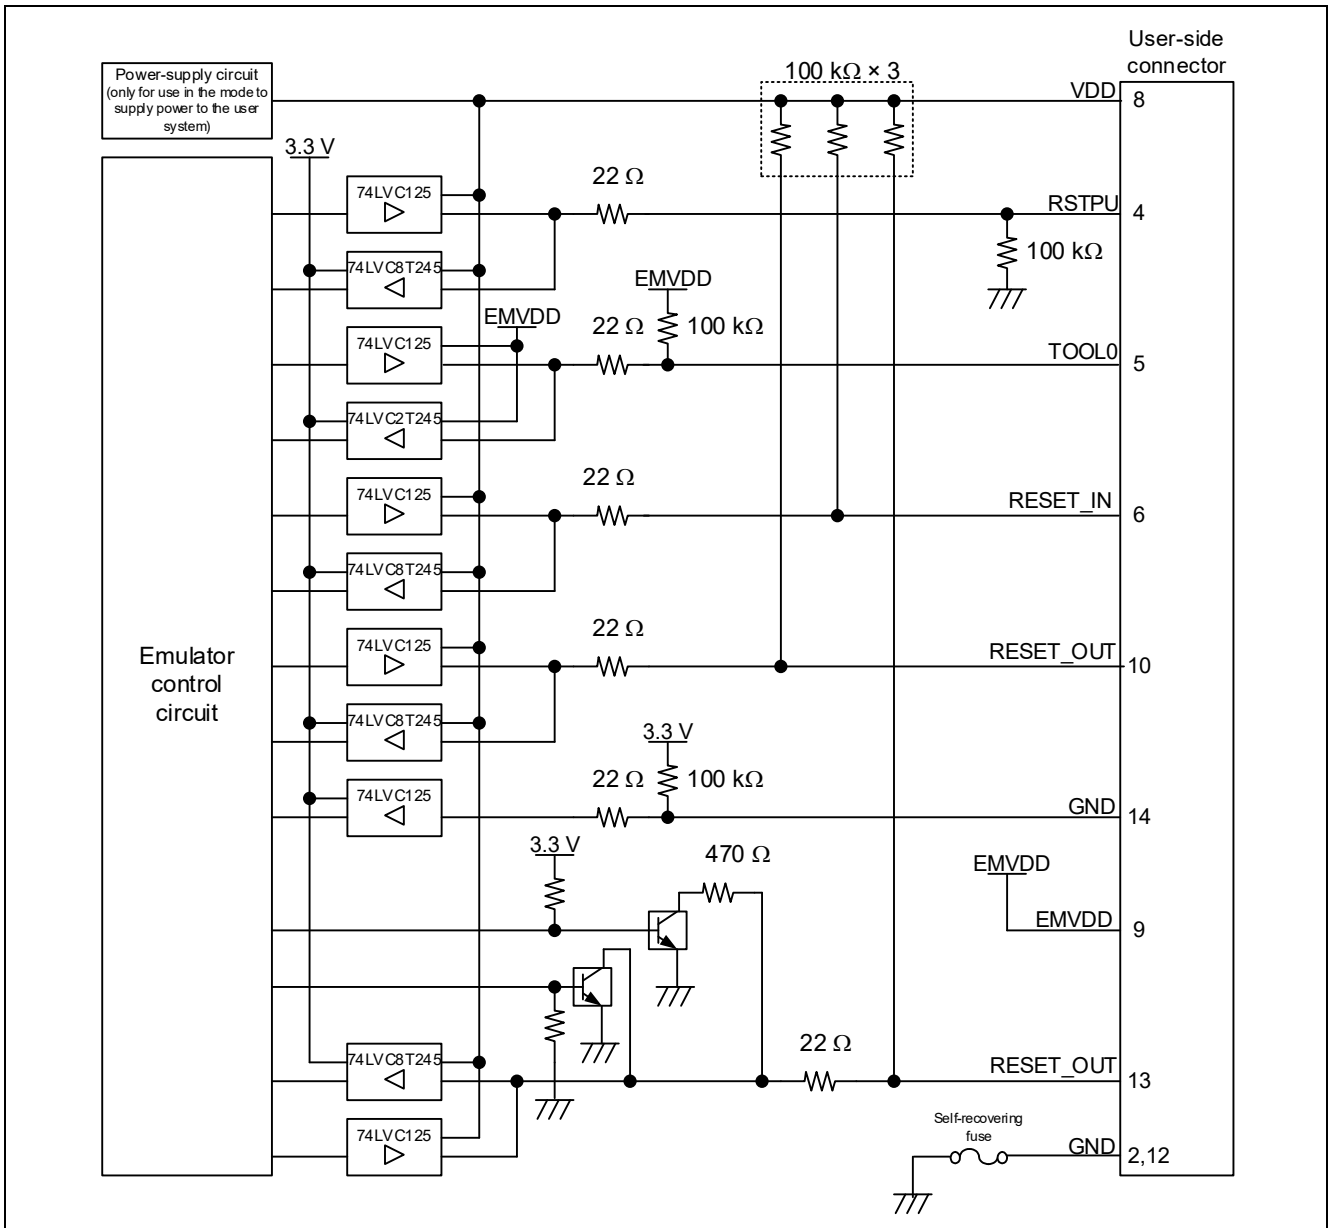 User-side
connector
Power-supply circuit
(only for use in the mode to
supply power to the user
system)
100 kΩ × 3
VDD
8
3.3 V
74LVC125
22 Ω
RSTPU
4
100 kΩ
74LVC8T245
EMVDD
EMVDD
74LVC125
22 Ω
100 kΩ
TOOL0
5
74LVC2T245
74LVC125
22 Ω
RESET_IN
6
74LVC8T245
74LVC125
22 Ω
RESET_OUT
10
Emulator
control
circuit
74LVC8T245
3.3 V
74LVC125
22 Ω
100 kΩ
GND
14
3.3 V
470 Ω
EMVDD
EMVDD
9
74LVC8T245
22 Ω
RESET_OUT
13
74LVC125
Self-recovering
fuse
GND
2,12